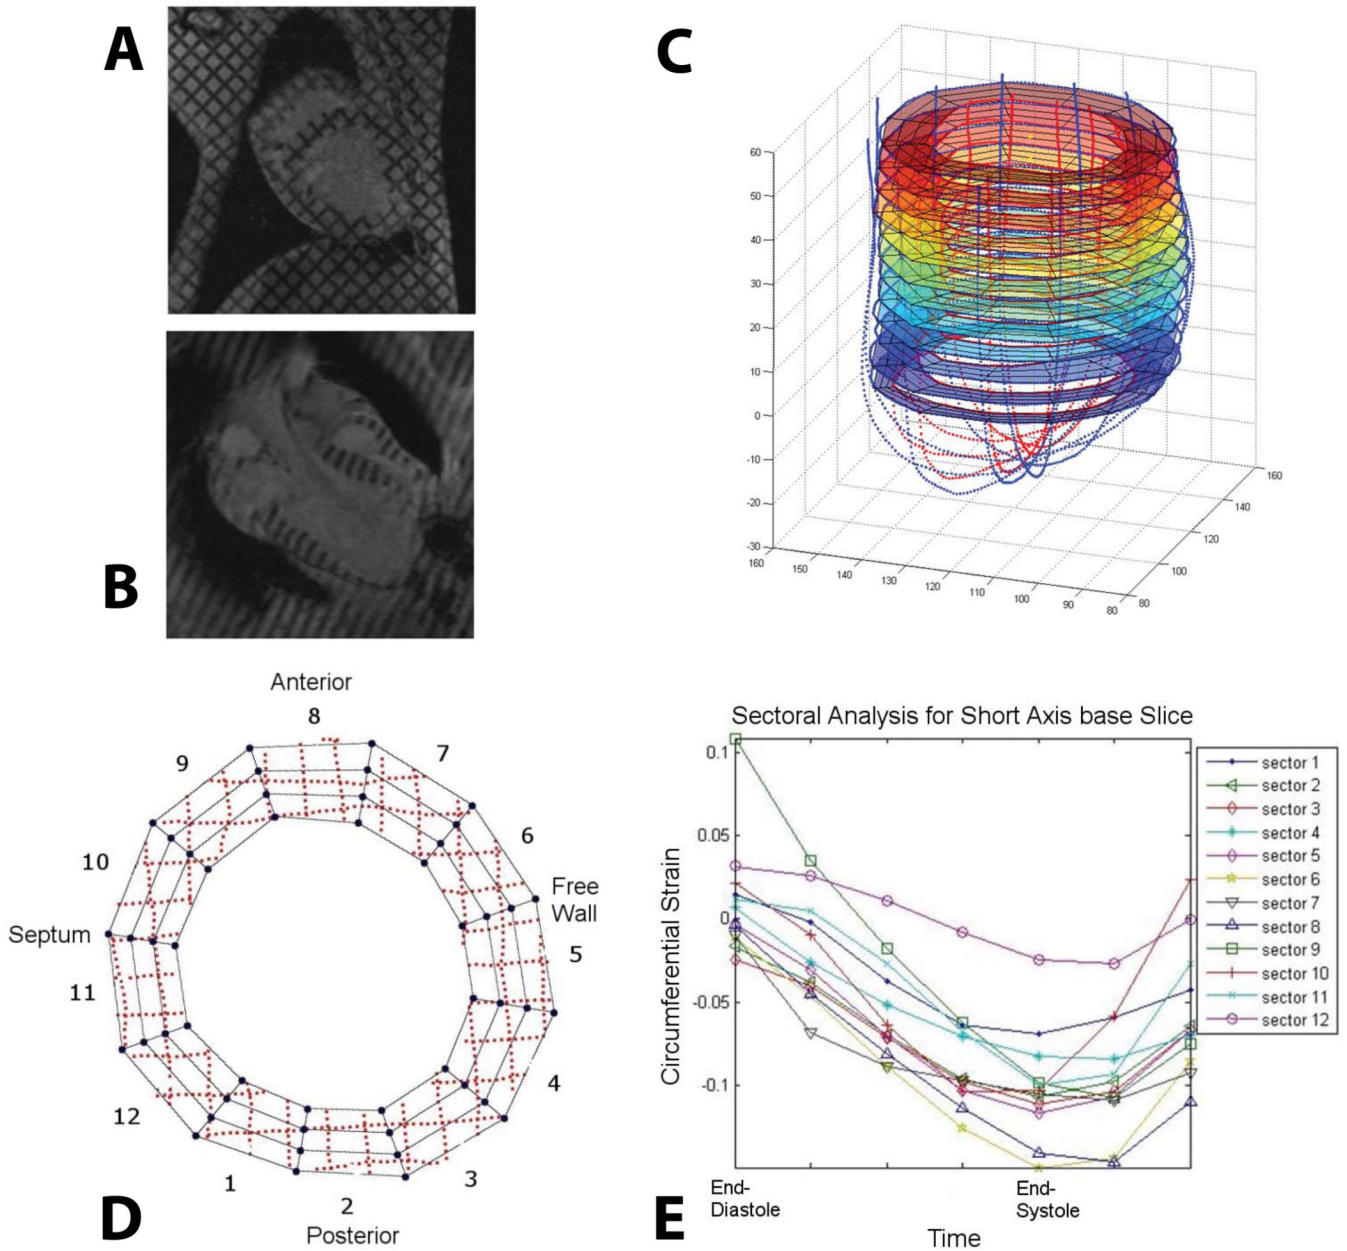 A
B
C
60
50
40
30
20
10
0
-10
-20
-30
160
150
140
130
120
110
100
90
80
80
100
120
140
160
Anterior
8
9
7
10
6
Free
Wall
Septum
5
11
4
12
3
1
2
Posterior
D
Sectoral Analysis for Short Axis base Slice
Circumferential Strain
0.1
0.05
0
-0.05
-0.1
sector 1
sector 2
sector 3
sector 4
sector 5
sector 6
sector 7
sector 8
sector 9
sector 10
sector 11
sector 12
End-
Diastole
End-
Systole
Time
E